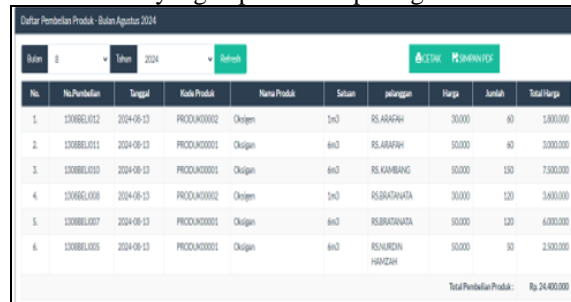 Daftar Pembelian Produk - Bulan Agustus 2024
Bulan 8 Tahun 2024 Refresh CETAK SIMPAN PDF
No. No.Pembelian Tanggal Kode Produk Nama Produk Satuan pelanggan Harga Jumlah Total Harga
1. 1308BELI012 2024-08-13 PRODUK00002 Oksigen 1m3 RS. ARAFAH 30.000 60 1.800.000
2. 1308BELI011 2024-08-13 PRODUK00001 Oksigan 6m3 RS. ARAFAH 50.000 60 3.000.000
3. 1308BELI010 2024-08-13 PRODUK00001 Oksigan 6m3 RS. KAMBANG 50.000 150 7.500.000
4. 1308BELI008 2024-08-13 PRODUK00002 Oksigen 1m3 RS.BRATANATA 30.000 120 3.600.000
5. 1308BELI007 2024-08-13 PRODUK00001 Oksigan 6m3 RS.BRATANATA 50.000 120 6.000.000
6. 1308BELI005 2024-08-13 PRODUK00001 Oksigan 6m3 RS.NURDIN HAMZAH 50.000 50 2.500.000
Total Pembelian Produk : Rp. 24.400.000